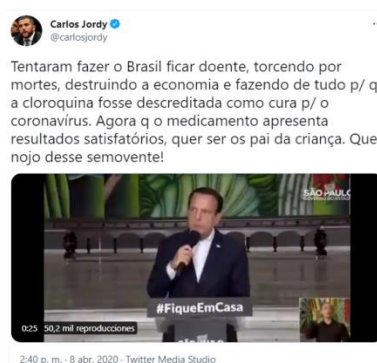 Carlos Jordy
@carlosjordy
Tentaram fazer o Brasil ficar doente, torcendo por
mortes, destruindo a economia e fazendo de tudo p/ q
a cloroquina fosse descreditada como cura p/ o
coronavírus. Agora q o medicamento apresenta
resultados satisfatórios, quer ser os pai da criança. Que
nojo desse semovente!
SÃO PAULO
#FiqueEmCasa
0:25 50,2 mil reproducciones
2:40 p. m. · 8 abr. 2020 · Twitter Media Studio